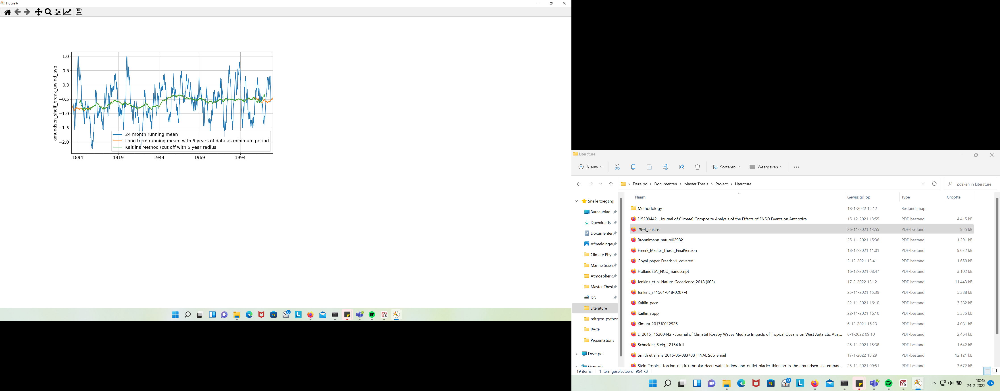 Figure 6
amundsen_shelf_break_uwind_avg
1.0
0.5
0.0
−0.5
−1.0
−1.5
−2.0
24 month running mean
Long term running mean: with 5 years of data as minimum period
Kaitlins Method (cut off with 5 year radius
1894 1919 1944 1969 1994
Literature
Nieuw Sorteren Weergeven
Deze pc Documenten Master Thesis Project Literature Zoeken in Literature
Naam Gewijzigd op Type Grootte
Snelle toegang
Bureaublad
Downloads
Documenter
Afbeeldinge
Climate Phys
Marine Scien
Atmospheric
Master Thesi
D:\
Literature
mitgcm_python
PACE
Presentations
Deze pc
Netwerk
Methodology 18-1-2022 15:12 Bestandsmap
[15200442 - Journal of Climate] Composite Analysis of the Effects of ENSO Events on Antarctica 15-12-2021 13:55 PDF-bestand 4.415 kB
29-4_jenkins 26-11-2021 13:55 PDF-bestand 955 kB
Bronnimann_nature02982 25-11-2021 15:38 PDF-bestand 1.291 kB
Freerk_Master_Thesis_FinalVersion 18-12-2021 11:01 PDF-bestand 9.032 kB
Goyal_paper_Freerk_v1_covered 2-12-2021 13:41 PDF-bestand 1.650 kB
HollandEtAl_NCC_manuscript 16-12-2021 08:47 PDF-bestand 3.102 kB
Jenkins_et_al_Nature_Geoscience_2018 (002) 17-2-2022 13:12 PDF-bestand 11.443 kB
Jenkins_s41561-018-0207-4 25-11-2021 15:39 PDF-bestand 5.388 kB
Kaitlin_pace 22-11-2021 16:10 PDF-bestand 3.382 kB
Kaitlin_supp 22-11-2021 16:10 PDF-bestand 5.335 kB
Kimura_2017JC012926 6-12-2021 16:23 PDF-bestand 4.081 kB
Li_2015_[15200442 - Journal of Climate] Rossby Waves Mediate Impacts of Tropical Oceans on West Antarctic Atm... 6-1-2022 09:10 PDF-bestand 2.464 kB
Schneider_Steig_12154.full 25-11-2021 15:38 PDF-bestand 1.642 kB
Smith et al_ms_2015-06-08370B_FINAL Sub_email 17-1-2022 15:29 PDF-bestand 12.121 kB
Steig Tropical forcing of circumpolar deep water inflow and outlet glacier thinning in the amundsen sea embay... 25-11-2021 09:51 PDF-bestand 3.672 kB
19 items 1 item geselecteerd 954 kB
10:48
24-2-2022 14